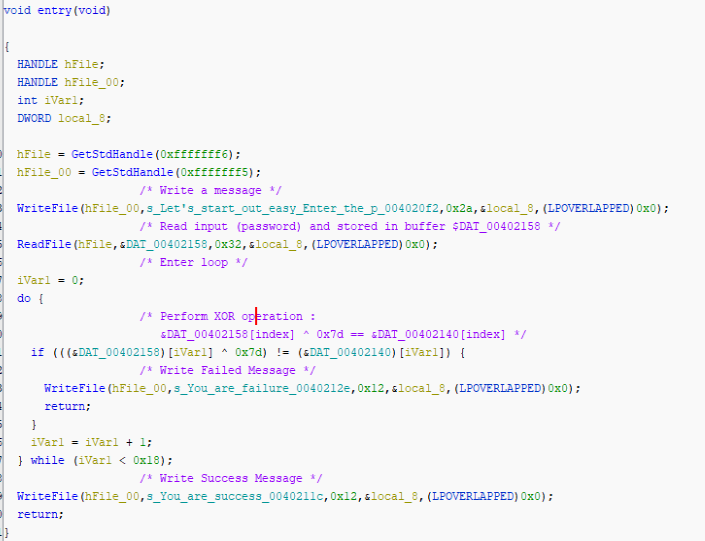 void entry(void)
{
HANDLE hFile;
HANDLE hFile_00;
int iVar1;
DWORD local_8;
hFile = GetStdHandle(0xfffffff6);
hFile_00 = GetStdHandle(0xfffffff5);
/* Write a message */
WriteFile(hFile_00,s_Let's_start_out_easy_Enter_the_p_004020f2,0x2a,&local_8,(LPOVERLAPPED)0x0);
/* Read input (password) and stored in buffer $DAT_00402158 */
ReadFile(hFile,&DAT_00402158,0x32,&local_8,(LPOVERLAPPED)0x0);
/* Enter loop */
iVar1 = 0;
do {
/* Perform XOR operation :
&DAT_00402158[index] ^ 0x7d == &DAT_00402140[index] */
if (((&DAT_00402158)[iVar1] ^ 0x7d) != (&DAT_00402140)[iVar1]) {
/* Write Failed Message */
WriteFile(hFile_00,s_You_are_failure_0040212e,0x12,&local_8,(LPOVERLAPPED)0x0);
return;
}
iVar1 = iVar1 + 1;
} while (iVar1 < 0x18);
/* Write Success Message */
WriteFile(hFile_00,s_You_are_success_0040211c,0x12,&local_8,(LPOVERLAPPED)0x0);
return;
}